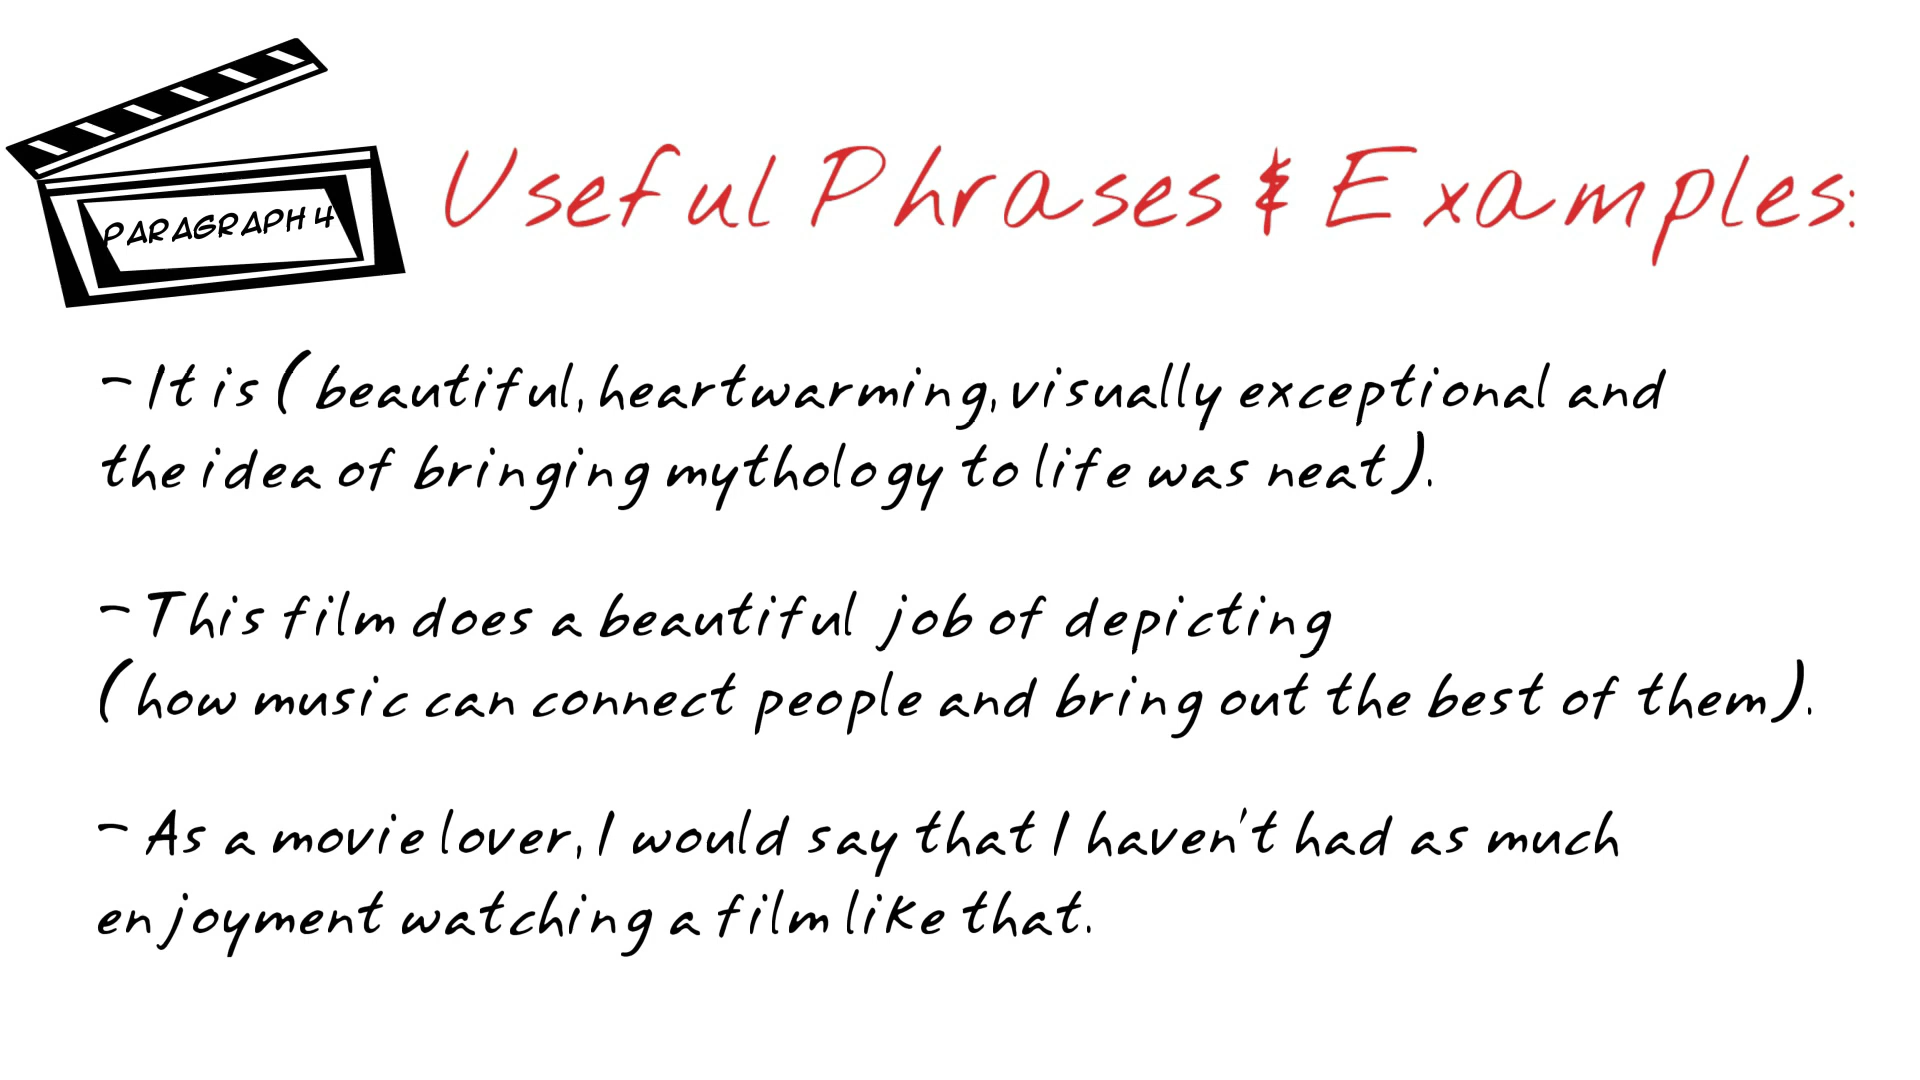 PARAGRAPH 4
Useful Phrases & Examples:
- It is (beautiful, heartwarming, visually exceptional and
the idea of bringing mythology to life was neat).
- This film does a beautiful job of depicting
(how music can connect people and bring out the best of them).
- As a movie lover, I would say that I haven't had as much
enjoyment watching a film like that.